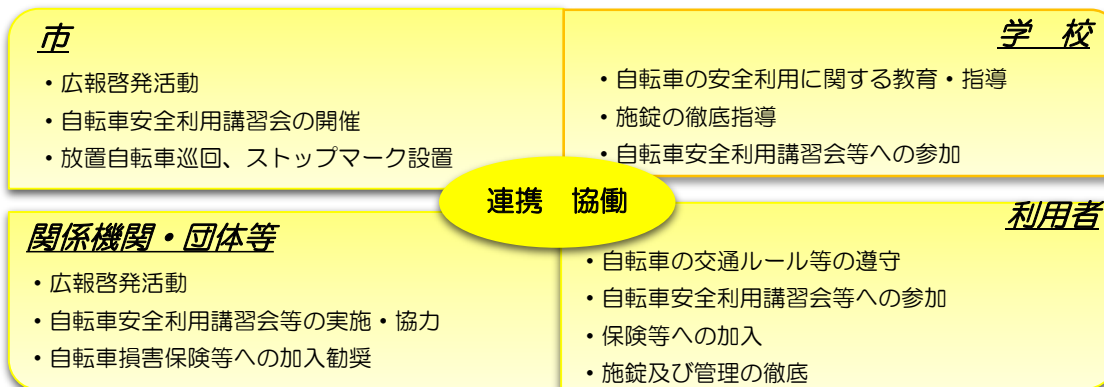 市
・広報啓発活動
・自転車安全利用講習会の開催
・放置自転車巡回、ストップマーク設置
学　校
・自転車の安全利用に関する教育・指導
・施錠の徹底指導
・自転車安全利用講習会等への参加
連携　協働
関係機関・団体等
・広報啓発活動
・自転車安全利用講習会等の実施・協力
・自転車損害保険等への加入勧奨
利用者
・自転車の交通ルール等の遵守
・自転車安全利用講習会等への参加
・保険等への加入
・施錠及び管理の徹底